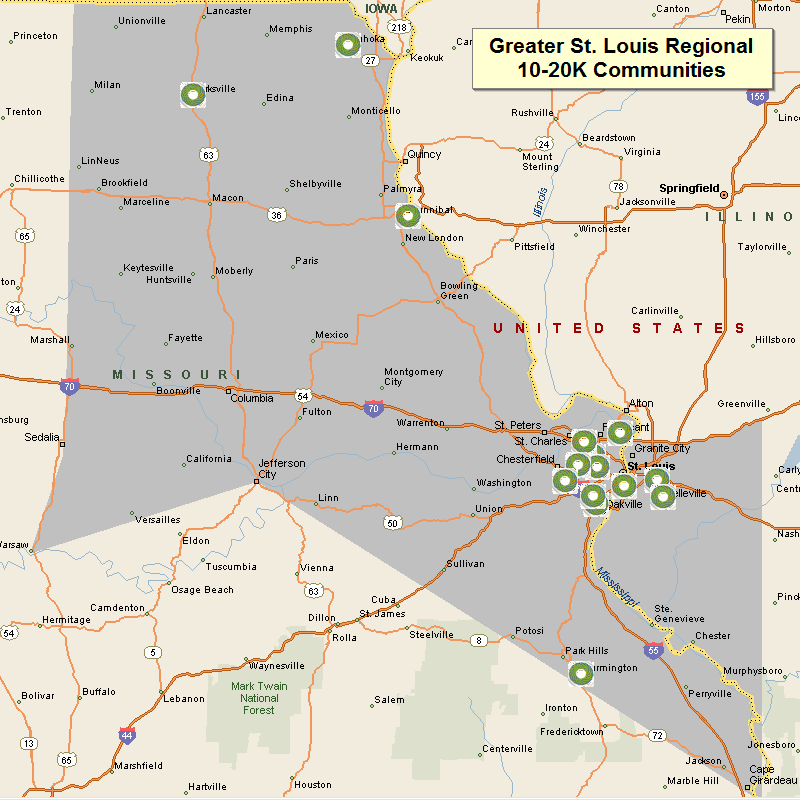 IOWA
Canton
Morton
Lancaster
Pekin
Unionville
Princeton
Memphis
218
Greater St. Louis Regional
10-20K Communities
Keokuk
27
Milan
Edina
155
Monticello
Rushville
Trenton
24
Beardstown
63
Quincy
Mount
Sterling
Virginia
LinNeus
Chillicothe
Brookfield
Shelbyville
Palmyra
78
Springfield
Marceline
Macon
36
Illinois
Jacksonville
ILLINO
65
New London
Pittsfield
Winchester
Taylorville
Keytesville
Huntsville
Moberly
Paris
Bowling
Green
24
Carlinville
UNITED STATES
Marshall
Fayette
Mexico
Hillsboro
MISSOURI
Montgomery
City
70
Boonville
Columbia
54
70
Fulton
Alton
Greenville
Warrenton
St. Peters
St. Charles
Sedalia
Hermann
Chesterfield
Granite City
St. Louis
California
Jefferson
City
Washington
Linn
Union
Oakville
Versailles
50
Eldon
Warsaw
Tuscumbia
Vienna
Sullivan
Mississippi
Osage Beach
63
Cuba
Camdenton
St. James
Ste.
Genevieve
Hermitage
54
Dillon
Rolla
Steelville
8
Potosi
Chester
5
Waynesville
Park Hills
55
Murphysboro
Bolivar
Buffalo
Lebanon
Mark Twain
National
Forest
Salem
Perryville
Ironton
Fredericktown
44
13
65
Centerville
72
Jonesboro
Marshfield
Jackson
Cape
Girardeau
Hartville
Houston
Marble Hill